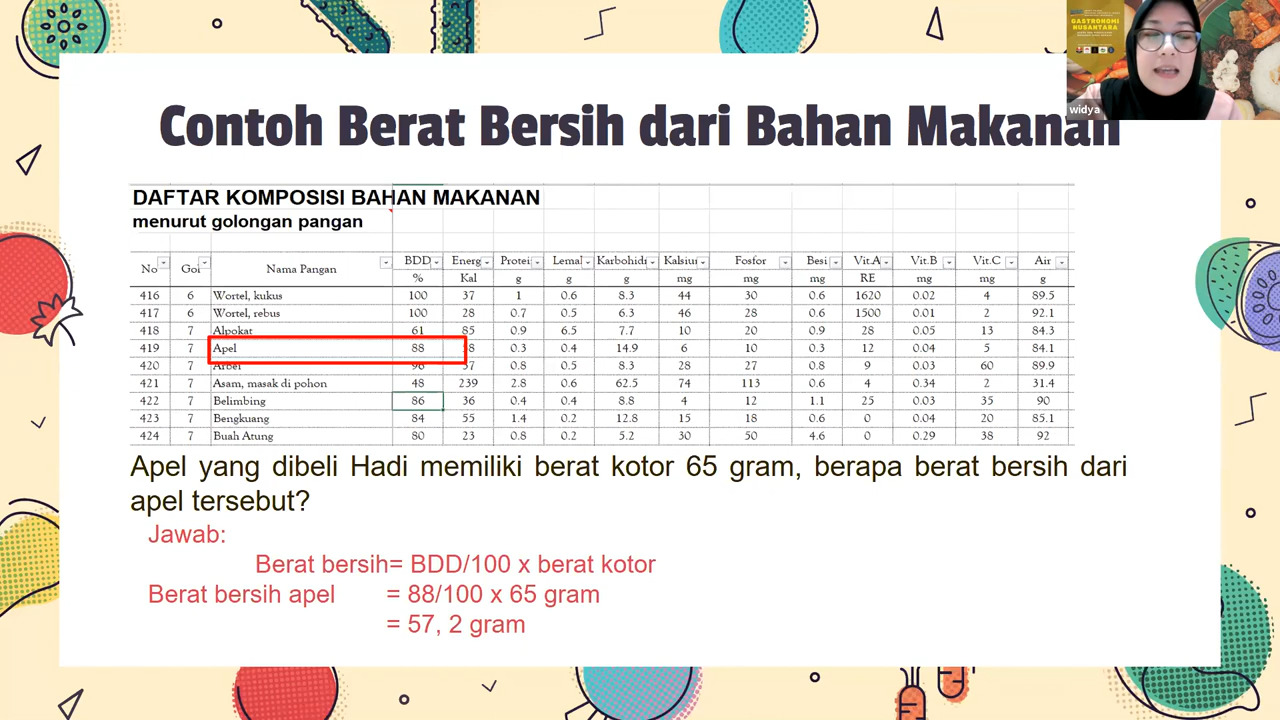 GASTRONOMI
NUSANTARA
widya
Contoh Berat Bersih dari Bahan Makanan
DAFTAR KOMPOSISI BAHAN MAKANAN
menurut golongan pangan
No Gol Nama Pangan BDD Energ Protei Lemal Karbohid Kalsiu Fosfor Besi Vit.A Vit.B Vit.C Air
% Kal g g g mg mg mg RE mg mg g
416 6 Wortel, kukus 100 37 1 0.6 8.3 44 30 0.6 1620 0.02 4 89.5
417 6 Wortel, rebus 100 28 0.7 0.5 6.3 46 28 0.6 1500 0.01 2 92.1
418 7 Alpokat 61 85 0.9 6.5 7.7 10 20 0.9 28 0.05 13 84.3
419 7 Apel 88 8 0.3 0.4 14.9 6 10 0.3 12 0.04 5 84.1
420 7 Arbei 96 37 0.8 0.5 8.3 28 27 0.8 9 0.03 60 89.9
421 7 Asam, masak di pohon 48 239 2.8 0.6 62.5 74 113 0.6 4 0.34 2 31.4
422 7 Belimbing 86 36 0.4 0.4 8.8 4 12 1.1 25 0.03 35 90
423 7 Bengkuang 84 55 1.4 0.2 12.8 15 18 0.6 0 0.04 20 85.1
424 7 Buah Atung 80 23 0.8 0.2 5.2 30 50 4.6 0 0.29 38 92
Apel yang dibeli Hadi memiliki berat kotor 65 gram, berapa berat bersih dari
apel tersebut?
Jawab:
Berat bersih= BDD/100 x berat kotor
Berat bersih apel = 88/100 x 65 gram
= 57, 2 gram